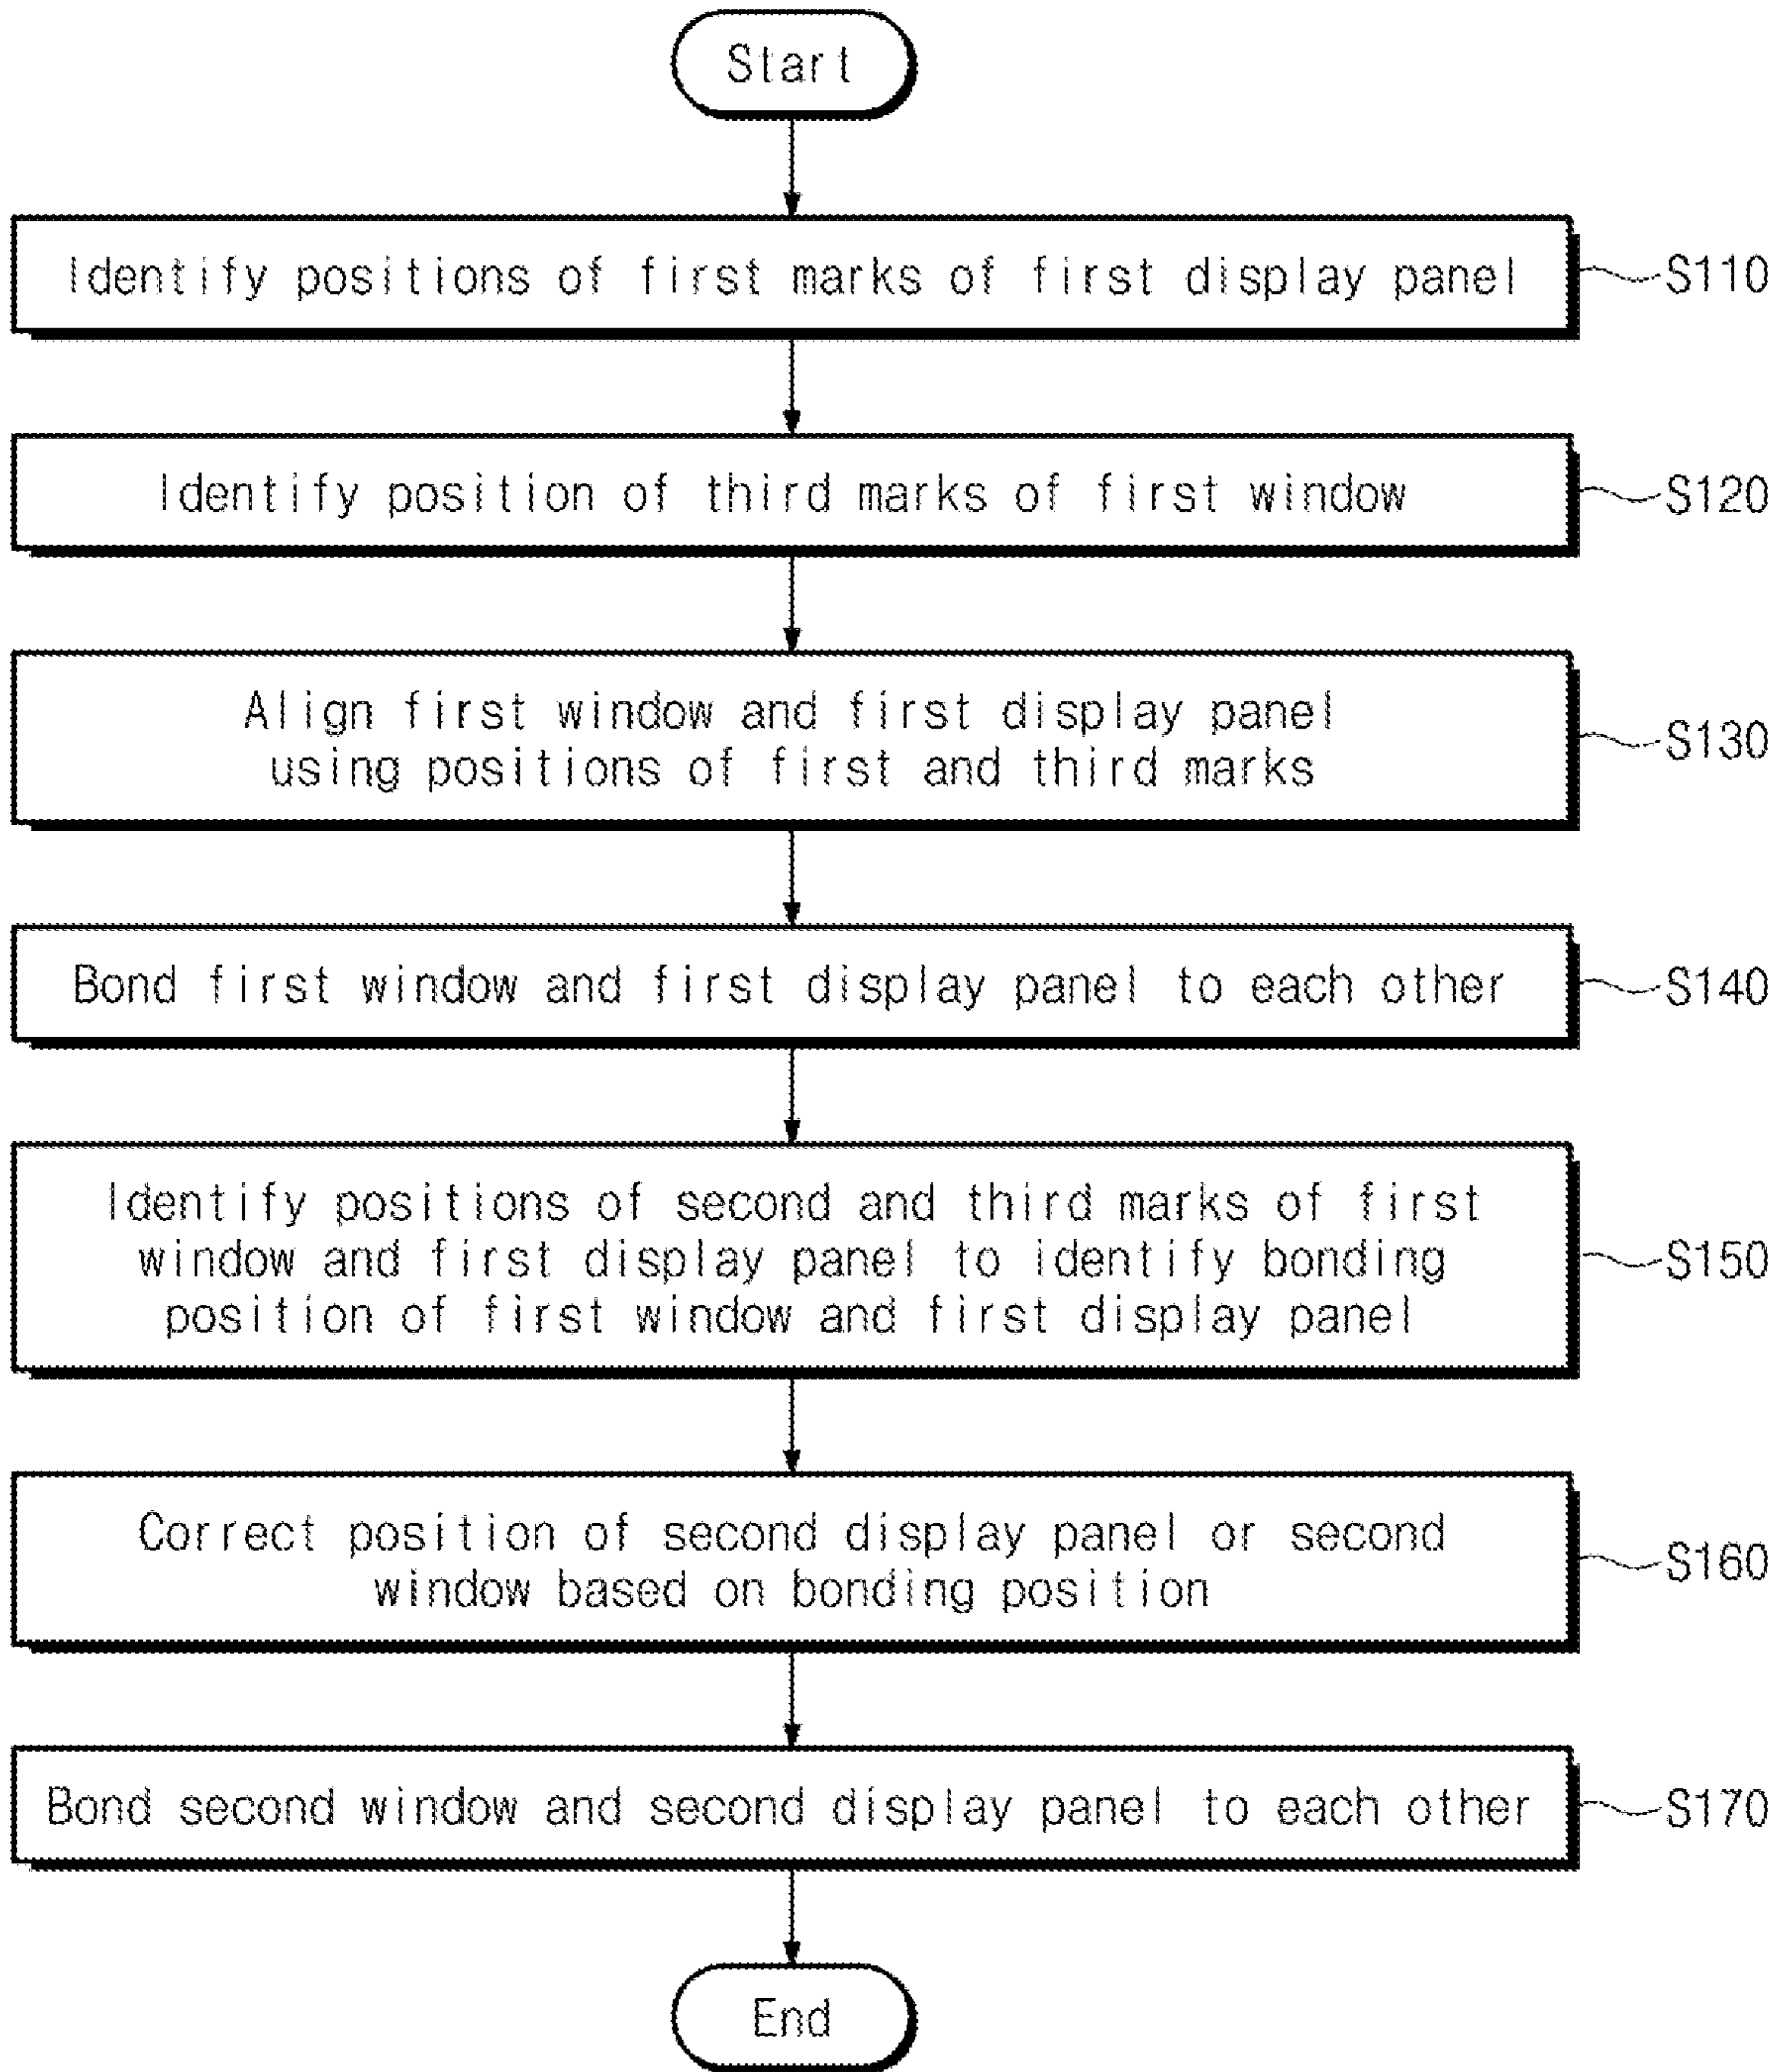 Start
Identify positions of first marks of first display panel
S110
Identify position of third marks of first window
S120
Align first window and first display panel
using positions of first and third marks
S130
Bond first window and first display panel to each other
S140
Identify positions of second and third marks of first
window and first display panel to identify bonding
position of first window and first display panel
S150
Correct position of second display panel or second
window based on bonding position
S160
Bond second window and second display panel to each other
S170
End